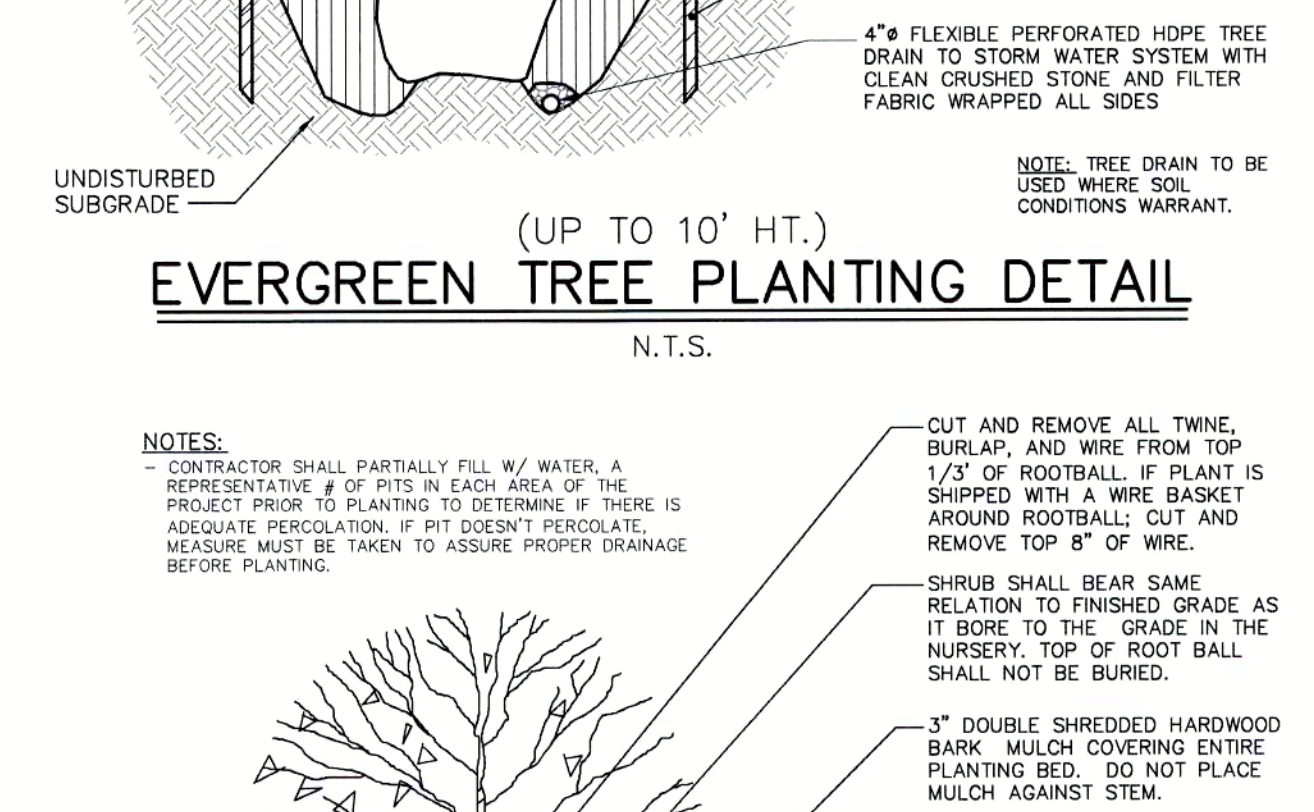 4"ø FLEXIBLE PERFORATED HDPE TREE
DRAIN TO STORM WATER SYSTEM WITH
CLEAN CRUSHED STONE AND FILTER
FABRIC WRAPPED ALL SIDES
NOTE: TREE DRAIN TO BE
USED WHERE SOIL
CONDITIONS WARRANT.
UNDISTURBED
SUBGRADE
(UP TO 10' HT.)
EVERGREEN TREE PLANTING DETAIL
N.T.S.
NOTES:
- CONTRACTOR SHALL PARTIALLY FILL W/ WATER, A
REPRESENTATIVE # OF PITS IN EACH AREA OF THE
PROJECT PRIOR TO PLANTING TO DETERMINE IF THERE IS
ADEQUATE PERCOLATION. IF PIT DOESN'T PERCOLATE,
MEASURE MUST BE TAKEN TO ASSURE PROPER DRAINAGE
BEFORE PLANTING.
CUT AND REMOVE ALL TWINE,
BURLAP, AND WIRE FROM TOP
1/3' OF ROOTBALL. IF PLANT IS
SHIPPED WITH A WIRE BASKET
AROUND ROOTBALL; CUT AND
REMOVE TOP 8" OF WIRE.
SHRUB SHALL BEAR SAME
RELATION TO FINISHED GRADE AS
IT BORE TO THE GRADE IN THE
NURSERY. TOP OF ROOT BALL
SHALL NOT BE BURIED.
3" DOUBLE SHREDDED HARDWOOD
BARK MULCH COVERING ENTIRE
PLANTING BED. DO NOT PLACE
MULCH AGAINST STEM.